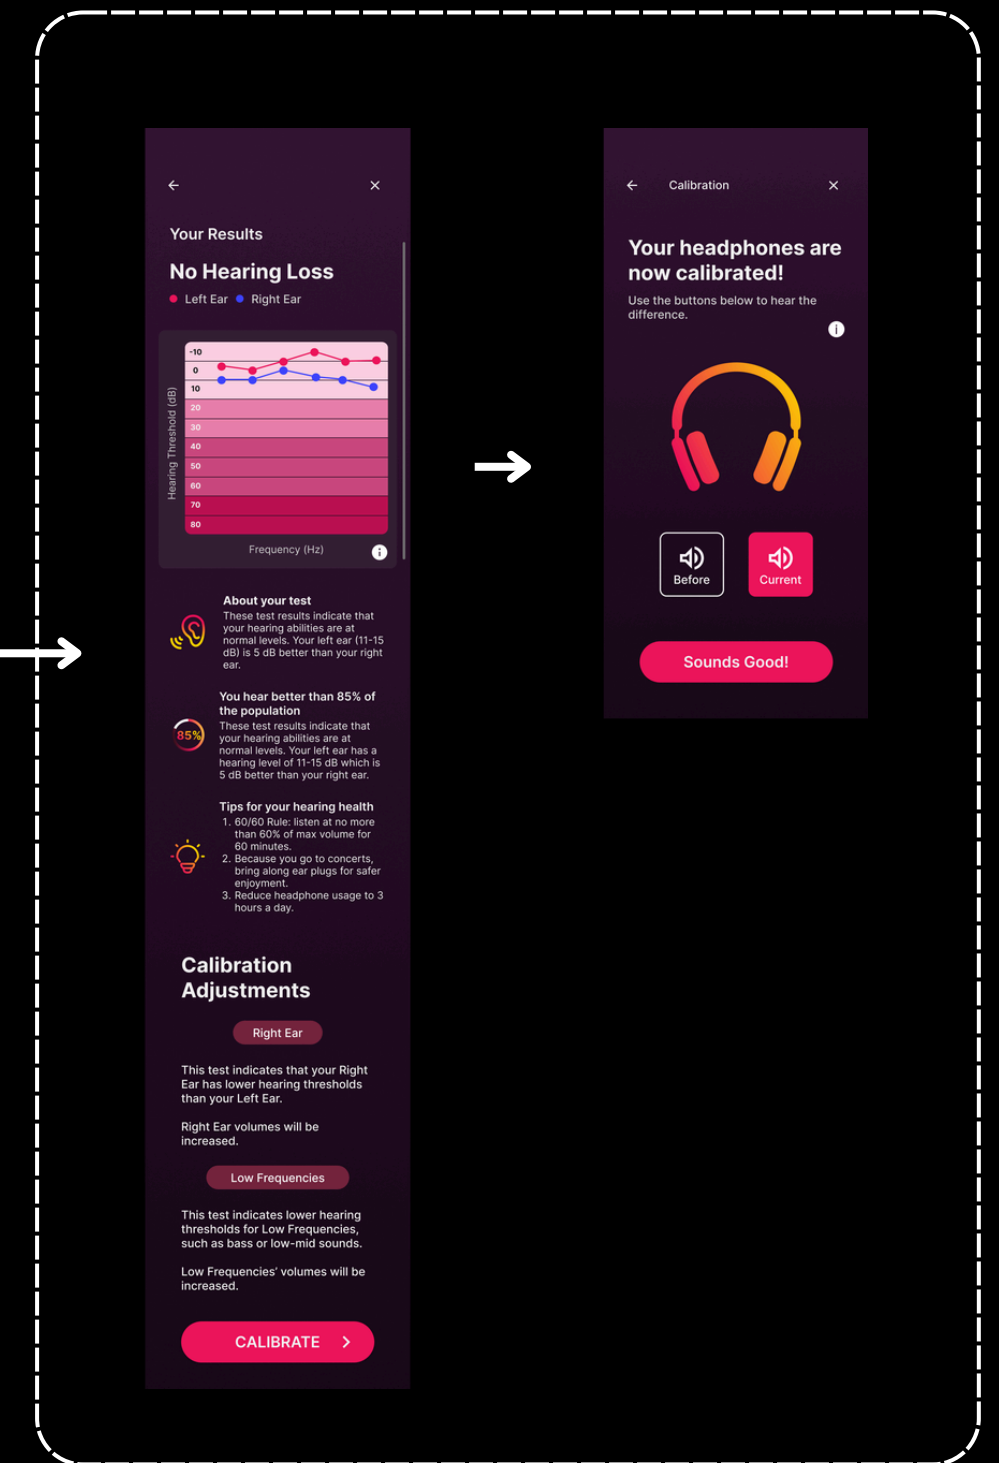 Your Results
No Hearing Loss
Left Ear Right Ear
Hearing Threshold (dB)
-10
0
10
20
30
40
50
60
70
80
Frequency (Hz)
i
About your test
These test results indicate that
your hearing abilities are at
normal levels. Your left ear (11-15
dB) is 5 dB better than your right
ear.
85%
You hear better than 85% of
the population
These test results indicate that
your hearing abilities are at
normal levels. Your left ear has a
hearing level of 11-15 dB which is
5 dB better than your right ear.
Tips for your hearing health
1. 60/60 Rule: listen at no more
than 60% of max volume for
60 minutes.
2. Because you go to concerts,
bring along ear plugs for safer
enjoyment.
3. Reduce headphone usage to 3
hours a day.
Calibration
Adjustments
Right Ear
This test indicates that your Right
Ear has lower hearing thresholds
than your Left Ear.
Right Ear volumes will be
increased.
Low Frequencies
This test indicates lower hearing
thresholds for Low Frequencies,
such as bass or low-mid sounds.
Low Frequencies' volumes will be
increased.
CALIBRATE
Calibration
Your headphones are
now calibrated!
Use the buttons below to hear the
difference.
i
Before
Current
Sounds Good!